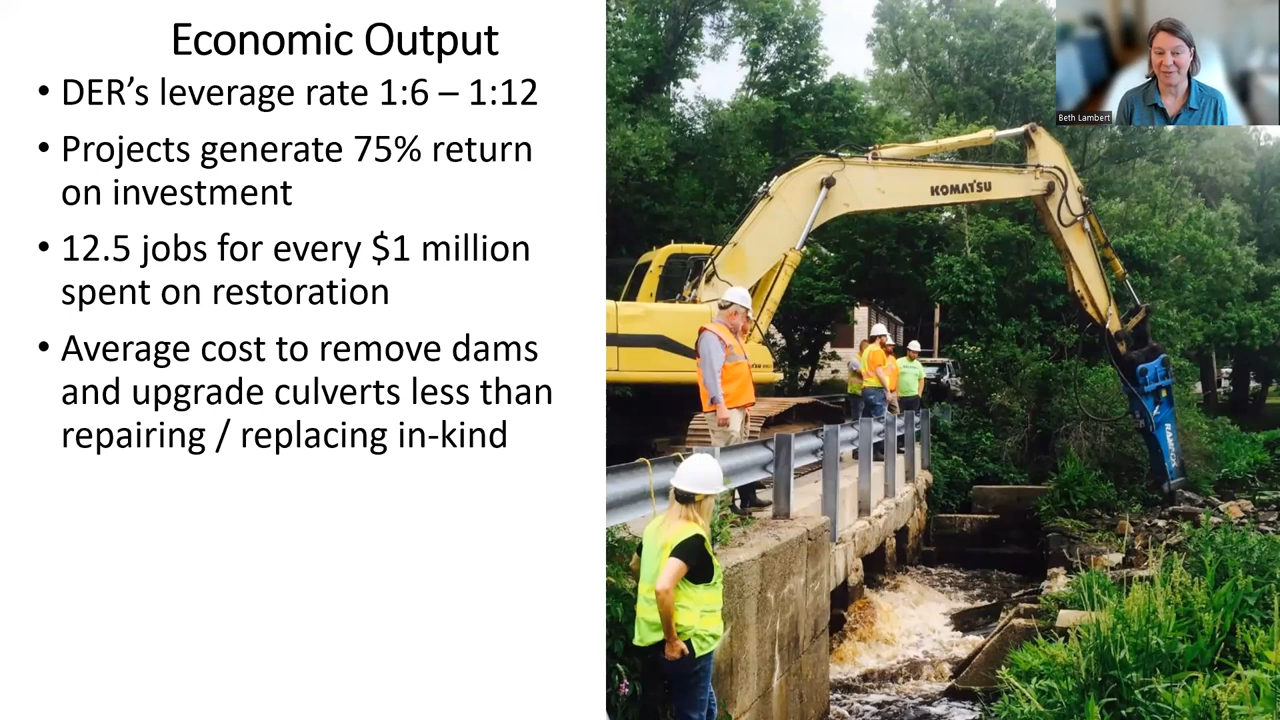 Economic Output
• DER's leverage rate 1:6 – 1:12
• Projects generate 75% return
on investment
• 12.5 jobs for every $1 million
spent on restoration
• Average cost to remove dams
and upgrade culverts less than
repairing / replacing in-kind
Beth Lambert
KOMATSU